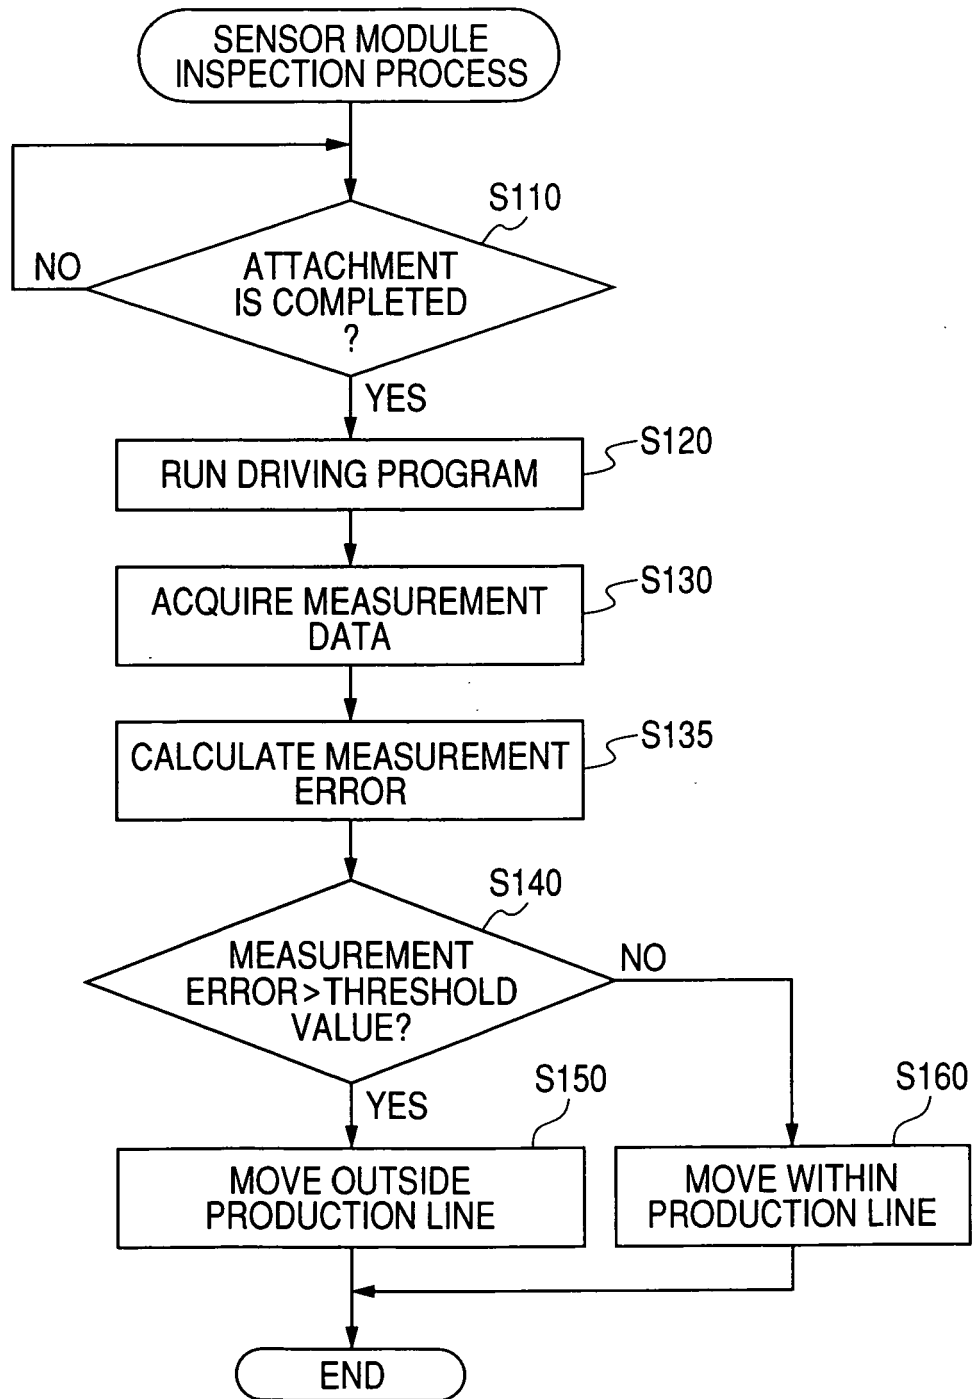 SENSOR MODULE
INSPECTION PROCESS
S110
NO
ATTACHMENT
IS COMPLETED
?
YES
S120
RUN DRIVING PROGRAM
S130
ACQUIRE MEASUREMENT
DATA
S135
CALCULATE MEASUREMENT
ERROR
S140
MEASUREMENT
ERROR>THRESHOLD
VALUE?
NO
YES
S150
S160
MOVE OUTSIDE
PRODUCTION LINE
MOVE WITHIN
PRODUCTION LINE
END